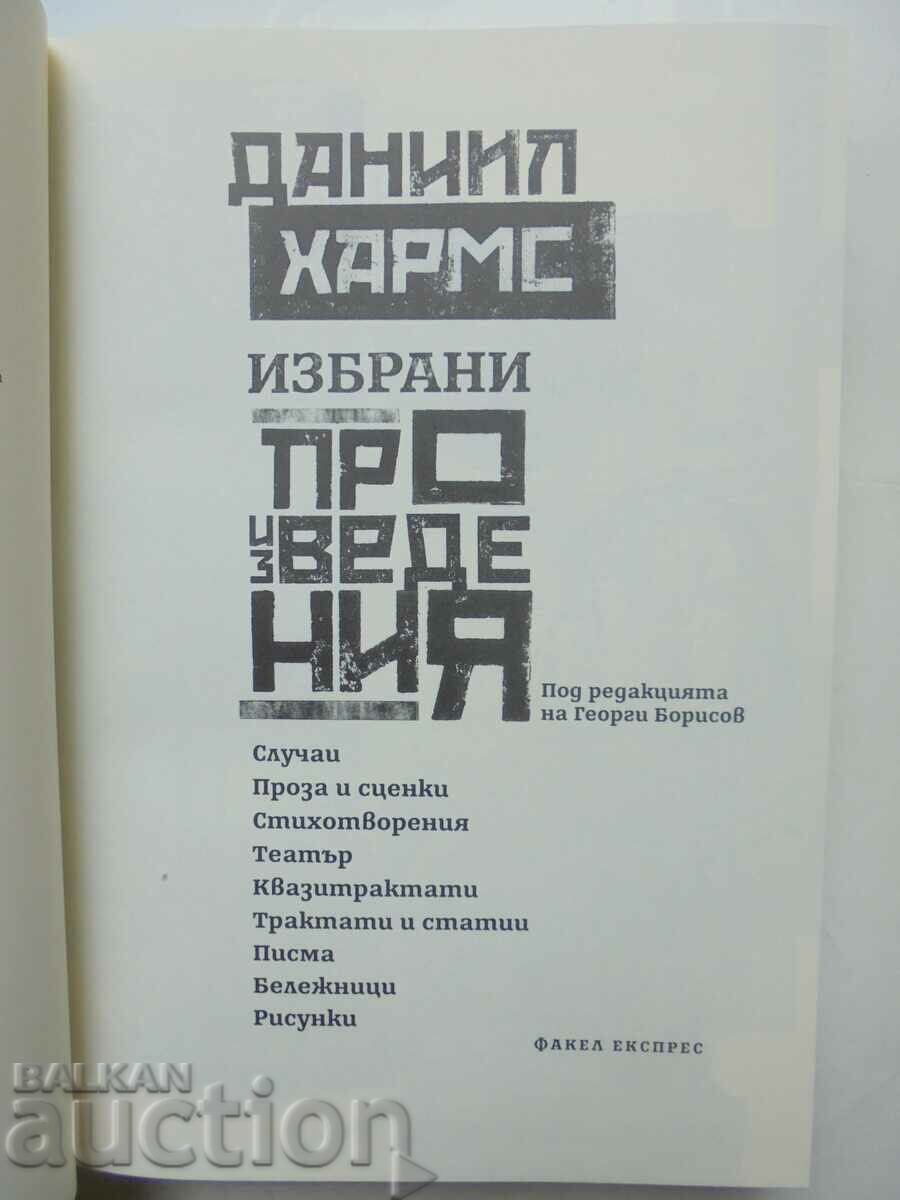 ДАНИИЛ
ХАРМС
ИЗБРАНИ
ПРО
ИЗВЕДЕ
НИЯ
Под редакцията
на Георги Борисов
Случаи
Проза и сценки
Стихотворения
Театър
Квазитрактати
Трактати и статии
Писма
Бележници
Рисунки
ФАКЕЛ ЕКСПРЕС
BALKAN
auction